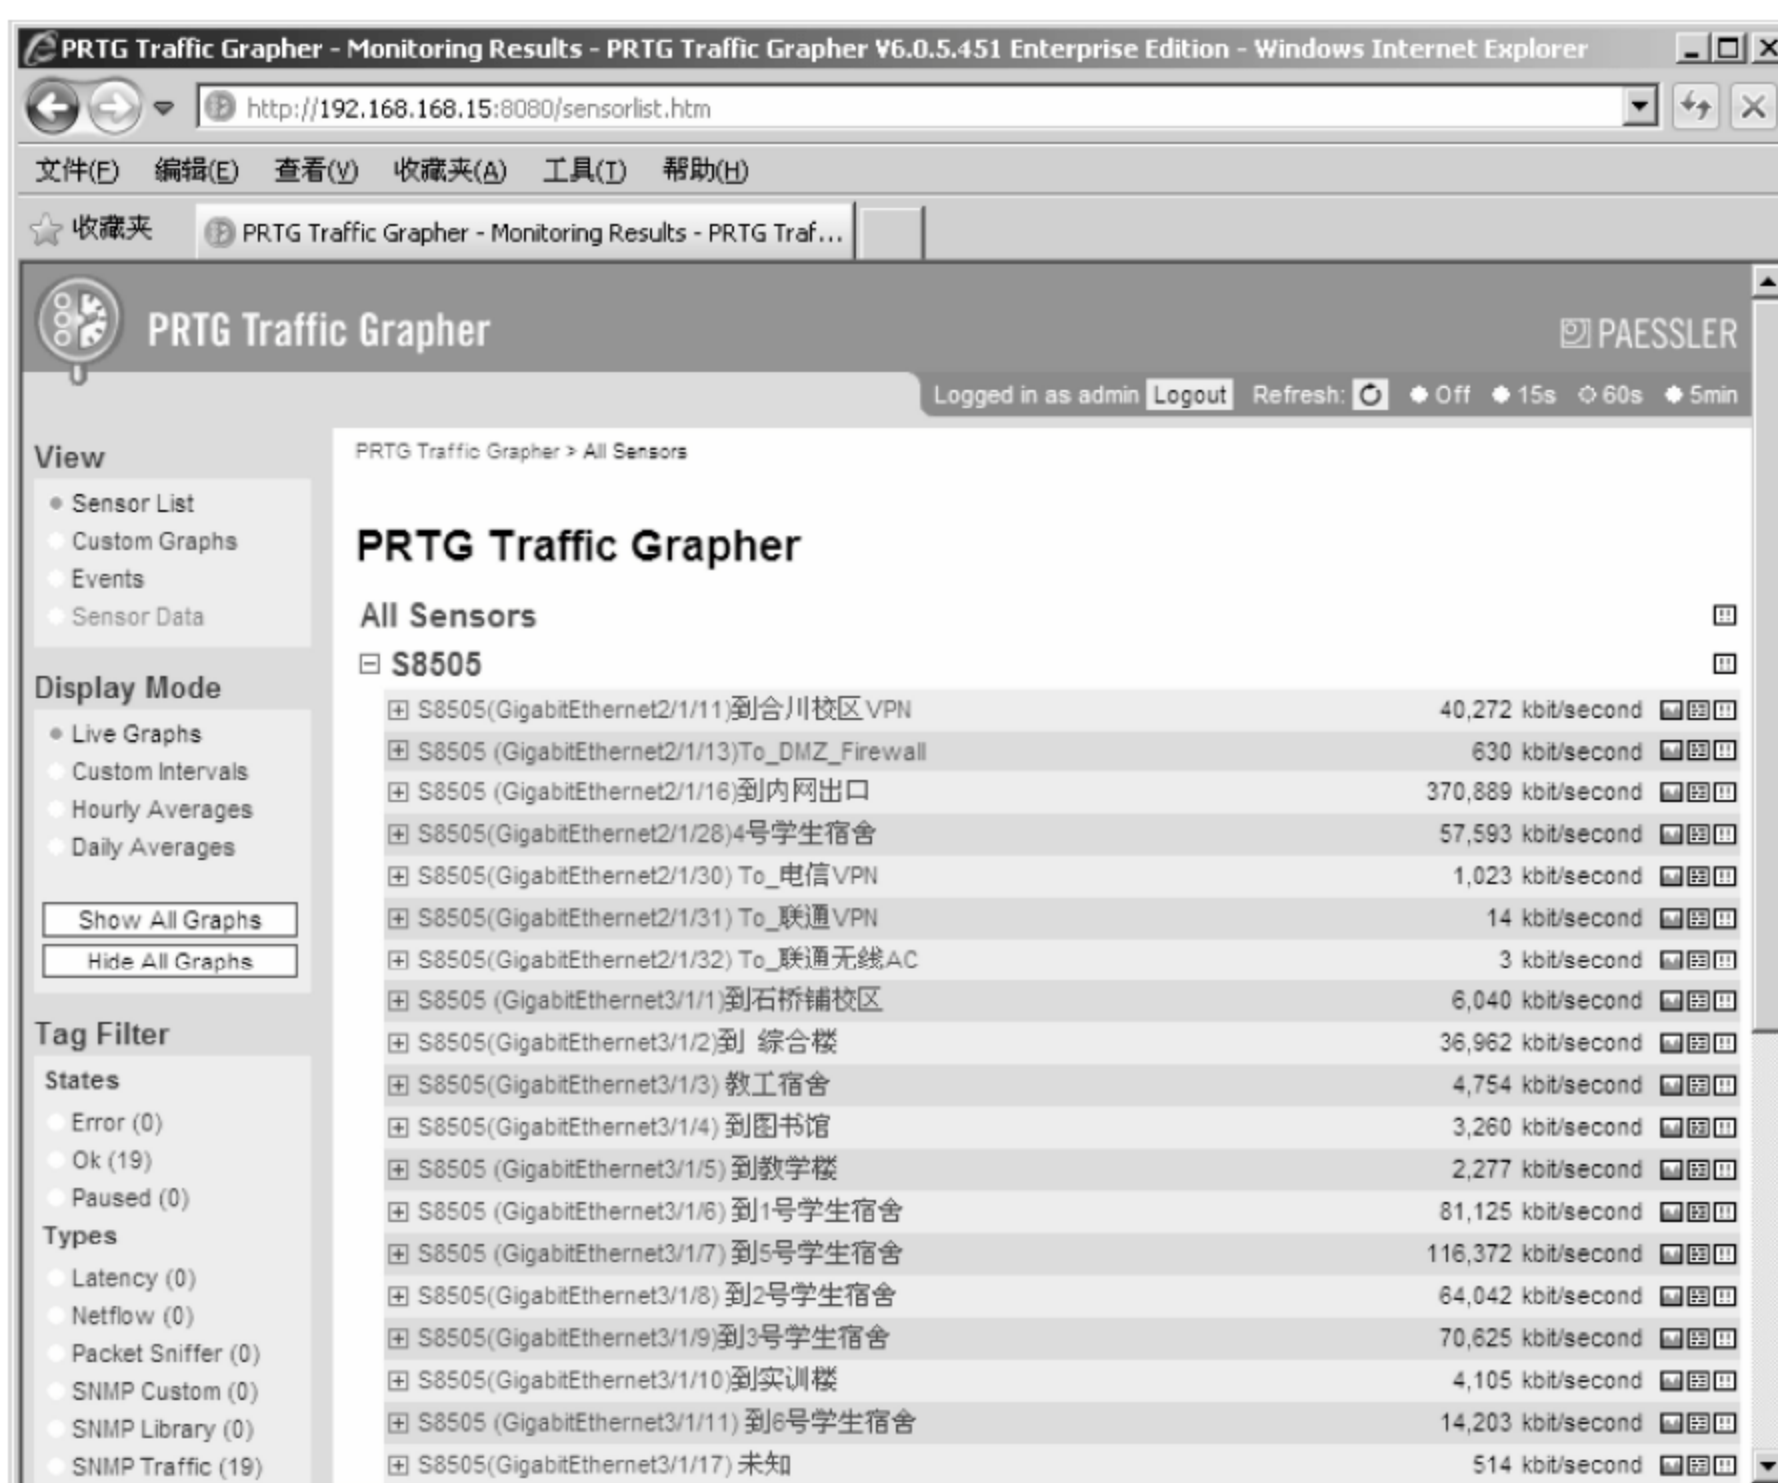 PRTG Traffic Grapher - Monitoring Results - PRTG Traffic Grapher V6.0.5.451 Enterprise Edition - Windows Internet Explorer
http://192.168.168.15:8080/sensorlist.htm
文件(F) 编辑(E) 查看(V) 收藏夹(A) 工具(T) 帮助(H)
收藏夹 PRTG Traffic Grapher - Monitoring Results - PRTG Traf...
PRTG Traffic Grapher PAESSLER
Logged in as admin Logout Refresh: Off 15s 60s 5min
View
Sensor List
Custom Graphs
Events
Sensor Data
Display Mode
Live Graphs
Custom Intervals
Hourly Averages
Daily Averages
Show All Graphs
Hide All Graphs
Tag Filter
States
Error (0)
Ok (19)
Paused (0)
Types
Latency (0)
Netflow (0)
Packet Sniffer (0)
SNMP Custom (0)
SNMP Library (0)
SNMP Traffic (19)
PRTG Traffic Grapher > All Sensors
PRTG Traffic Grapher
All Sensors
S8505
S8505(GigabitEthernet2/1/11)到合川校区VPN 40,272 kbit/second
S8505 (GigabitEthernet2/1/13)To_DMZ_Firewall 630 kbit/second
S8505 (GigabitEthernet2/1/16)到内网出口 370,889 kbit/second
S8505 (GigabitEthernet2/1/28)4号学生宿舍 57,593 kbit/second
S8505(GigabitEthernet2/1/30) To_电信VPN 1,023 kbit/second
S8505(GigabitEthernet2/1/31) To_联通VPN 14 kbit/second
S8505(GigabitEthernet2/1/32) To_联通无线AC 3 kbit/second
S8505 (GigabitEthernet3/1/1)到石桥铺校区 6,040 kbit/second
S8505(GigabitEthernet3/1/2)到 综合楼 36,962 kbit/second
S8505(GigabitEthernet3/1/3) 教工宿舍 4,754 kbit/second
S8505(GigabitEthernet3/1/4) 到图书馆 3,260 kbit/second
S8505 (GigabitEthernet3/1/5) 到教学楼 2,277 kbit/second
S8505 (GigabitEthernet3/1/6) 到1号学生宿舍 81,125 kbit/second
S8505 (GigabitEthernet3/1/7) 到5号学生宿舍 116,372 kbit/second
S8505(GigabitEthernet3/1/8) 到2号学生宿舍 64,042 kbit/second
S8505(GigabitEthernet3/1/9)到3号学生宿舍 70,625 kbit/second
S8505(GigabitEthernet3/1/10)到实训楼 4,105 kbit/second
S8505 (GigabitEthernet3/1/11) 到6号学生宿舍 14,203 kbit/second
S8505(GigabitEthernet3/1/17) 未知 514 kbit/second